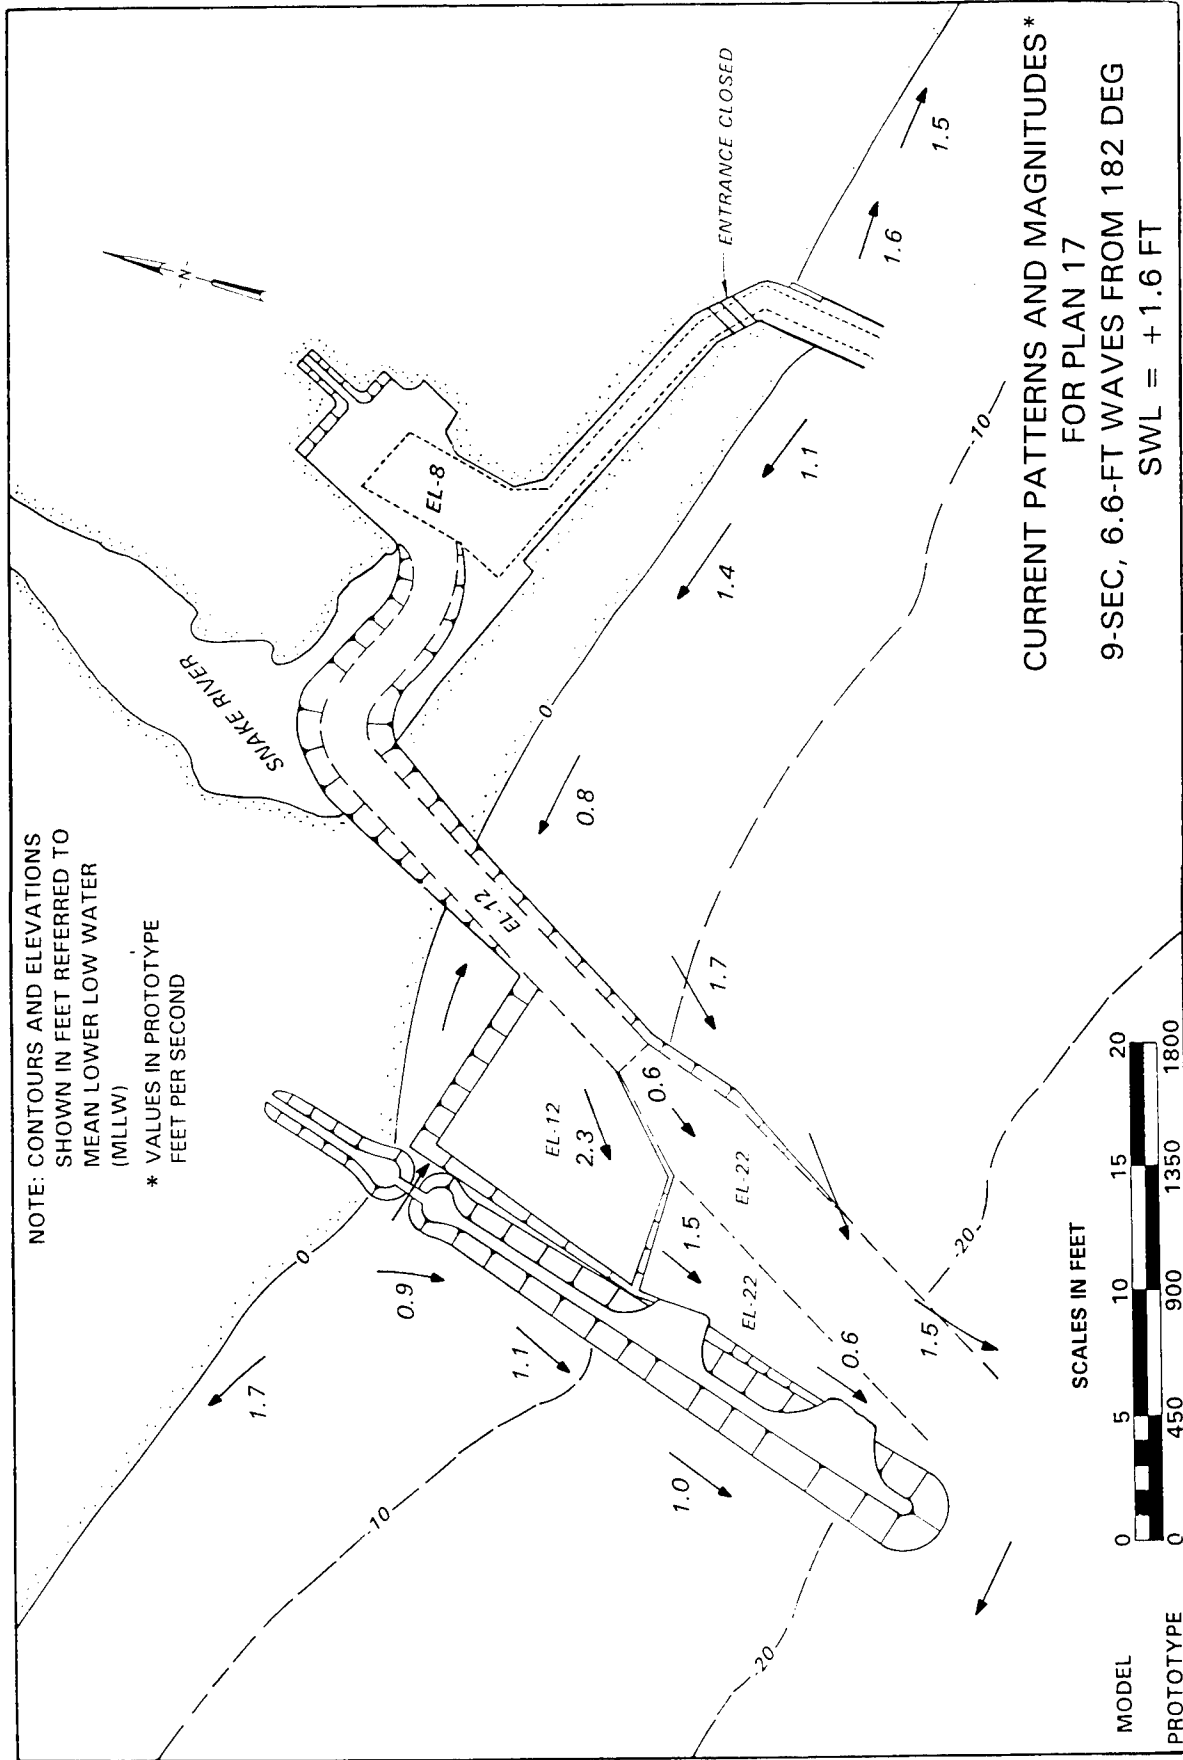 NOTE: CONTOURS AND ELEVATIONS
SHOWN IN FEET REFERRED TO
MEAN LOWER LOW WATER
(MLLW)
* VALUES IN PROTOTYPE
FEET PER SECOND
SNAKE RIVER
-N-
EL-8
ENTRANCE CLOSED
EL-12
EL-12
EL-22
EL-22
0
0
-10
-10-
-20
-20-
1.7
0.9
1.1
1.0
2.3
1.5
0.6
0.6
1.5
1.7
0.8
1.4
1.1
1.6
1.5
CURRENT PATTERNS AND MAGNITUDES*
FOR PLAN 17
9-SEC, 6.6-FT WAVES FROM 182 DEG
SWL = +1.6 FT
SCALES IN FEET
MODEL 0 5 10 15 20
PROTOTYPE 0 450 900 1350 1800